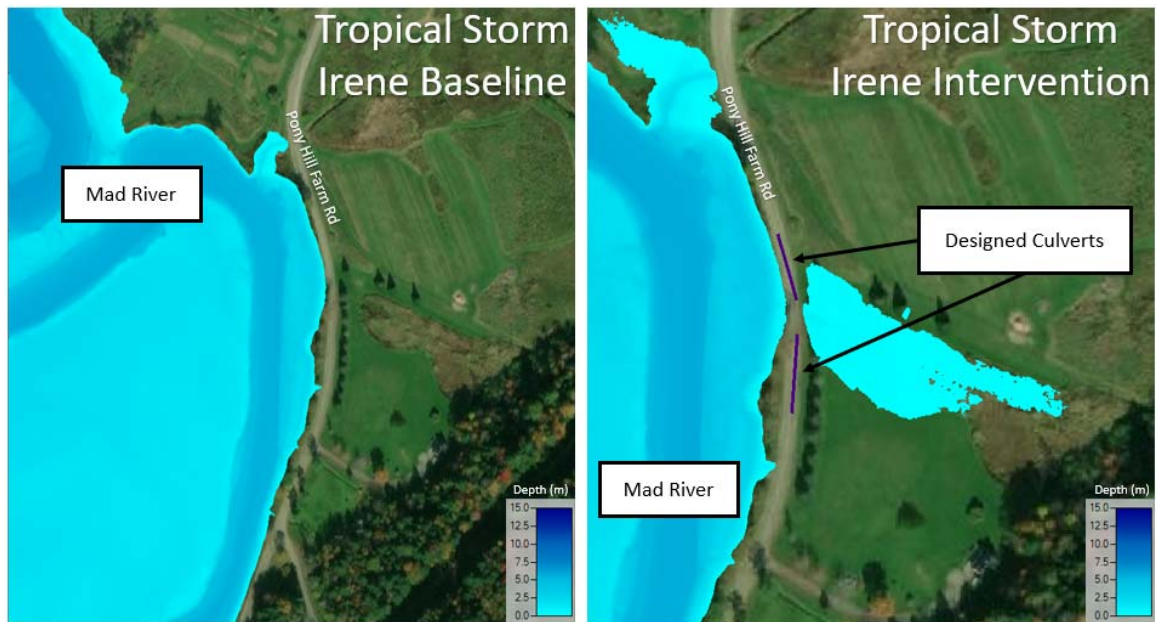 Tropical Storm
Irene Baseline
Pony Hill Farm Rd
Mad River
Depth (m)
15.0
12.5
10.0
7.5
5.0
2.5
0.0
Tropical Storm
Irene Intervention
Pony Hill Farm Rd
Designed Culverts
Mad River
Depth (m)
15.0
12.5
10.0
7.5
5.0
2.5
0.0